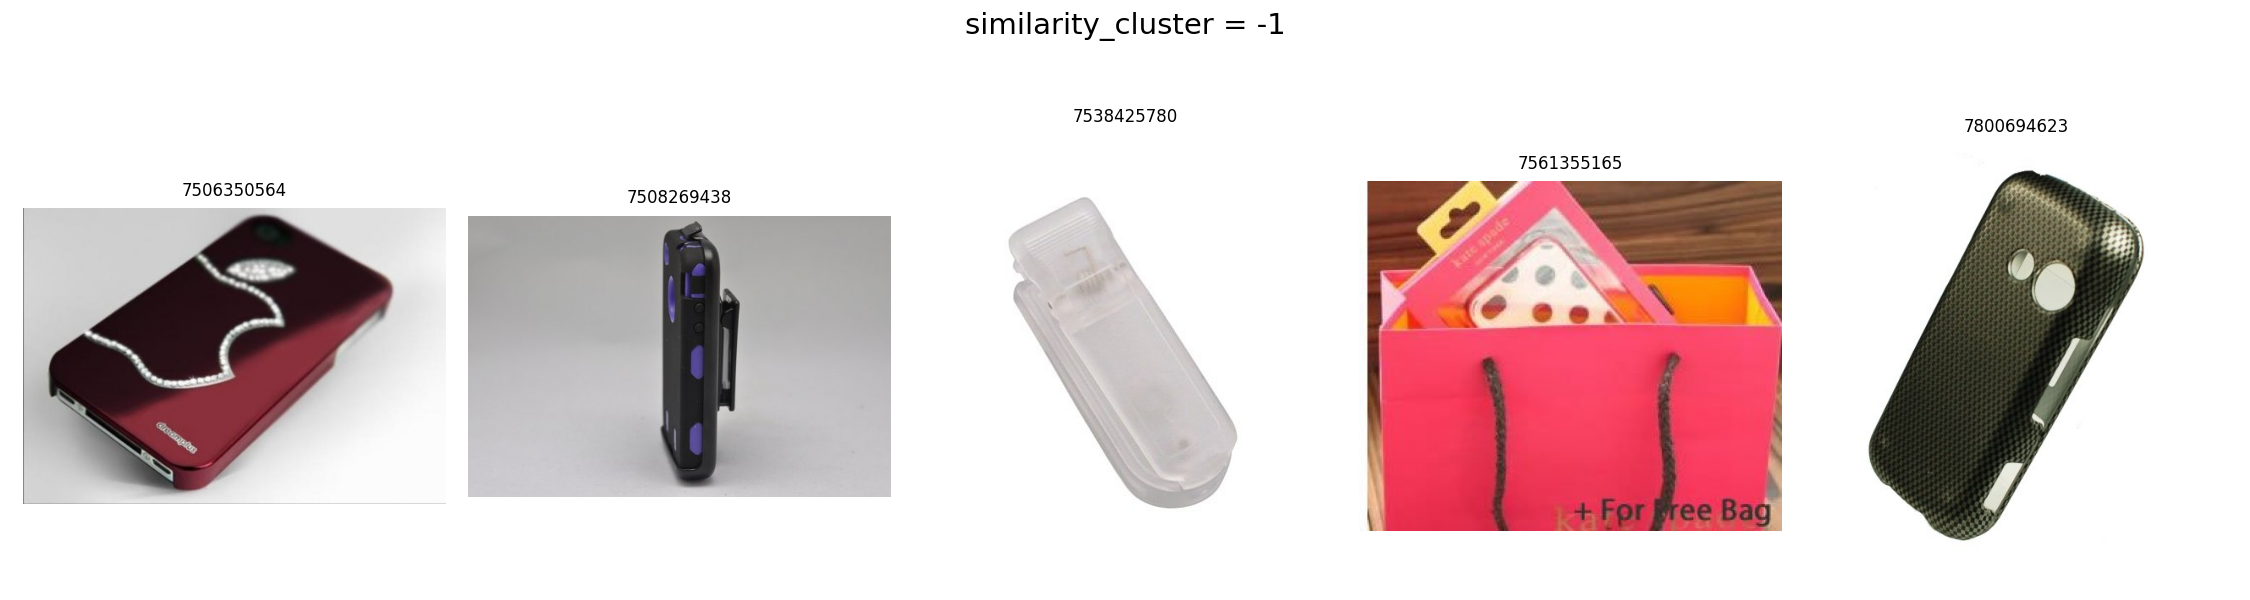 similarity_cluster = -1
7506350564
7508269438
7538425780
7561355165
7800694623
kate spade
+ For Free Bag